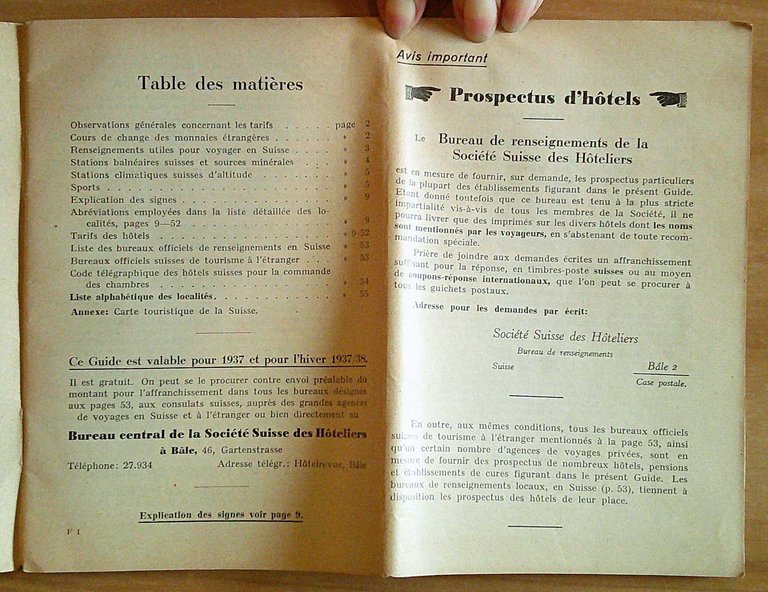 Table des matières
Observations générales concernant les tarifs . . . . . page 2
Cours de change des monnaies étrangères . . . . . . . . » 2
Renseignements utiles pour voyager en Suisse . . . . . » 3
Stations balnéaires suisses et sources minérales . . . . » 4
Stations climatiques suisses d'altitude . . . . . . . . . » 5
Sports . . . . . . . . . . . . . . . . . . . . . » 5
Explication des signes . . . . . . . . . . . . . . . » 9
Abréviations employées dans la liste détaillée des lo-
calités, pages 9—52 . . . . . . . . . . . . . . » 9
Tarifs des hôtels . . . . . . . . . . . . . . . . . » 9-52
Liste des bureaux officiels de renseignements en Suisse » 53
Bureaux officiels suisses de tourisme à l'étranger . . . » 53
Code télégraphique des hôtels suisses pour la commande
des chambres . . . . . . . . . . . . . . . . . » 54
Liste alphabétique des localités. . . . . . . . . . . . » 55
Annexe: Carte touristique de la Suisse.
Ce Guide est valable pour 1937 et pour l'hiver 1937/38.
Il est gratuit. On peut se le procurer contre envoi préalable du
montant pour l'affranchissement dans tous les bureaux désignés
aux pages 53, aux consulats suisses, auprès des grandes agences
de voyages en Suisse et à l'étranger ou bien directement au
Bureau central de la Société Suisse des Hôteliers
à Bâle, 46, Gartenstrasse
Téléphone: 27.934 Adresse télégr.: Hôtelrevue, Bâle
Explication des signes voir page 9.
F 1
Avis important
Prospectus d'hôtels
Le Bureau de renseignements de la
Société Suisse des Hôteliers
est en mesure de fournir, sur demande, les prospectus particuliers
de la plupart des établissements figurant dans le présent Guide.
Etant donné toutefois que ce bureau est tenu à la plus stricte
impartialité vis-à-vis de tous les membres de la Société, il ne
pourra livrer que des imprimés sur les divers hôtels dont les noms
sont mentionnés par les voyageurs, en s'abstenant de toute recom-
mandation spéciale.
Prière de joindre aux demandes écrites un affranchissement
suffisant pour la réponse, en timbres-poste suisses ou au moyen
de coupons-réponse internationaux, que l'on peut se procurer à
tous les guichets postaux.
Adresse pour les demandes par écrit:
Société Suisse des Hôteliers
Bureau de renseignements
Suisse Bâle 2
Case postale.
En outre, aux mêmes conditions, tous les bureaux officiels
suisses de tourisme à l'étranger mentionnés à la page 53, ainsi
qu'un certain nombre d'agences de voyages privées, sont en
mesure de fournir des prospectus de nombreux hôtels, pensions
et établissements de cures figurant dans le présent Guide. Les
bureaux de renseignements locaux, en Suisse (p. 53), tiennent à
disposition les prospectus des hôtels de leur place.